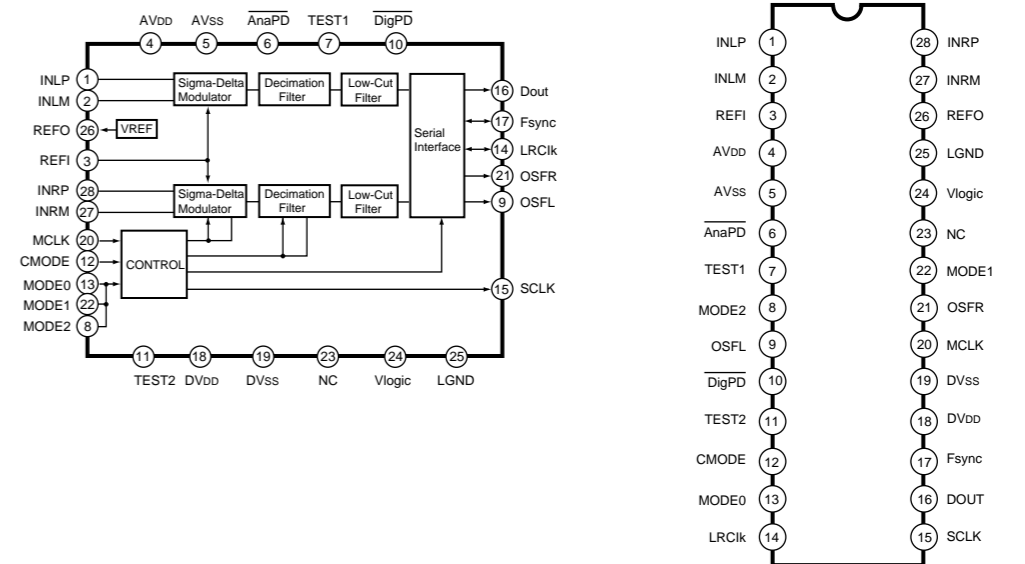 AVDD AVSS AnaPD TEST1 DigPD
4 5 6 7 10
INLP 1
INLM 2
REFO 26
REFI 3
INRP 28
INRM 27
MCLK 20
CMODE 12
MODE0 13
MODE1 22
MODE2 8
VREF
Sigma-Delta
Modulator
Decimation
Filter
Low-Cut
Filter
Sigma-Delta
Modulator
Decimation
Filter
Low-Cut
Filter
CONTROL
Serial
Interface
16 Dout
17 Fsync
14 LRClk
21 OSFR
9 OSFL
15 SCLK
11 18 19 23 24 25
TEST2 DVDD DVSS NC Vlogic LGND
INLP 1 28 INRP
INLM 2 27 INRM
REFI 3 26 REFO
AVDD 4 25 LGND
AVSS 5 24 Vlogic
AnaPD 6 23 NC
TEST1 7 22 MODE1
MODE2 8 21 OSFR
OSFL 9 20 MCLK
DigPD 10 19 DVSS
TEST2 11 18 DVDD
CMODE 12 17 Fsync
MODE0 13 16 DOUT
LRClk 14 15 SCLK